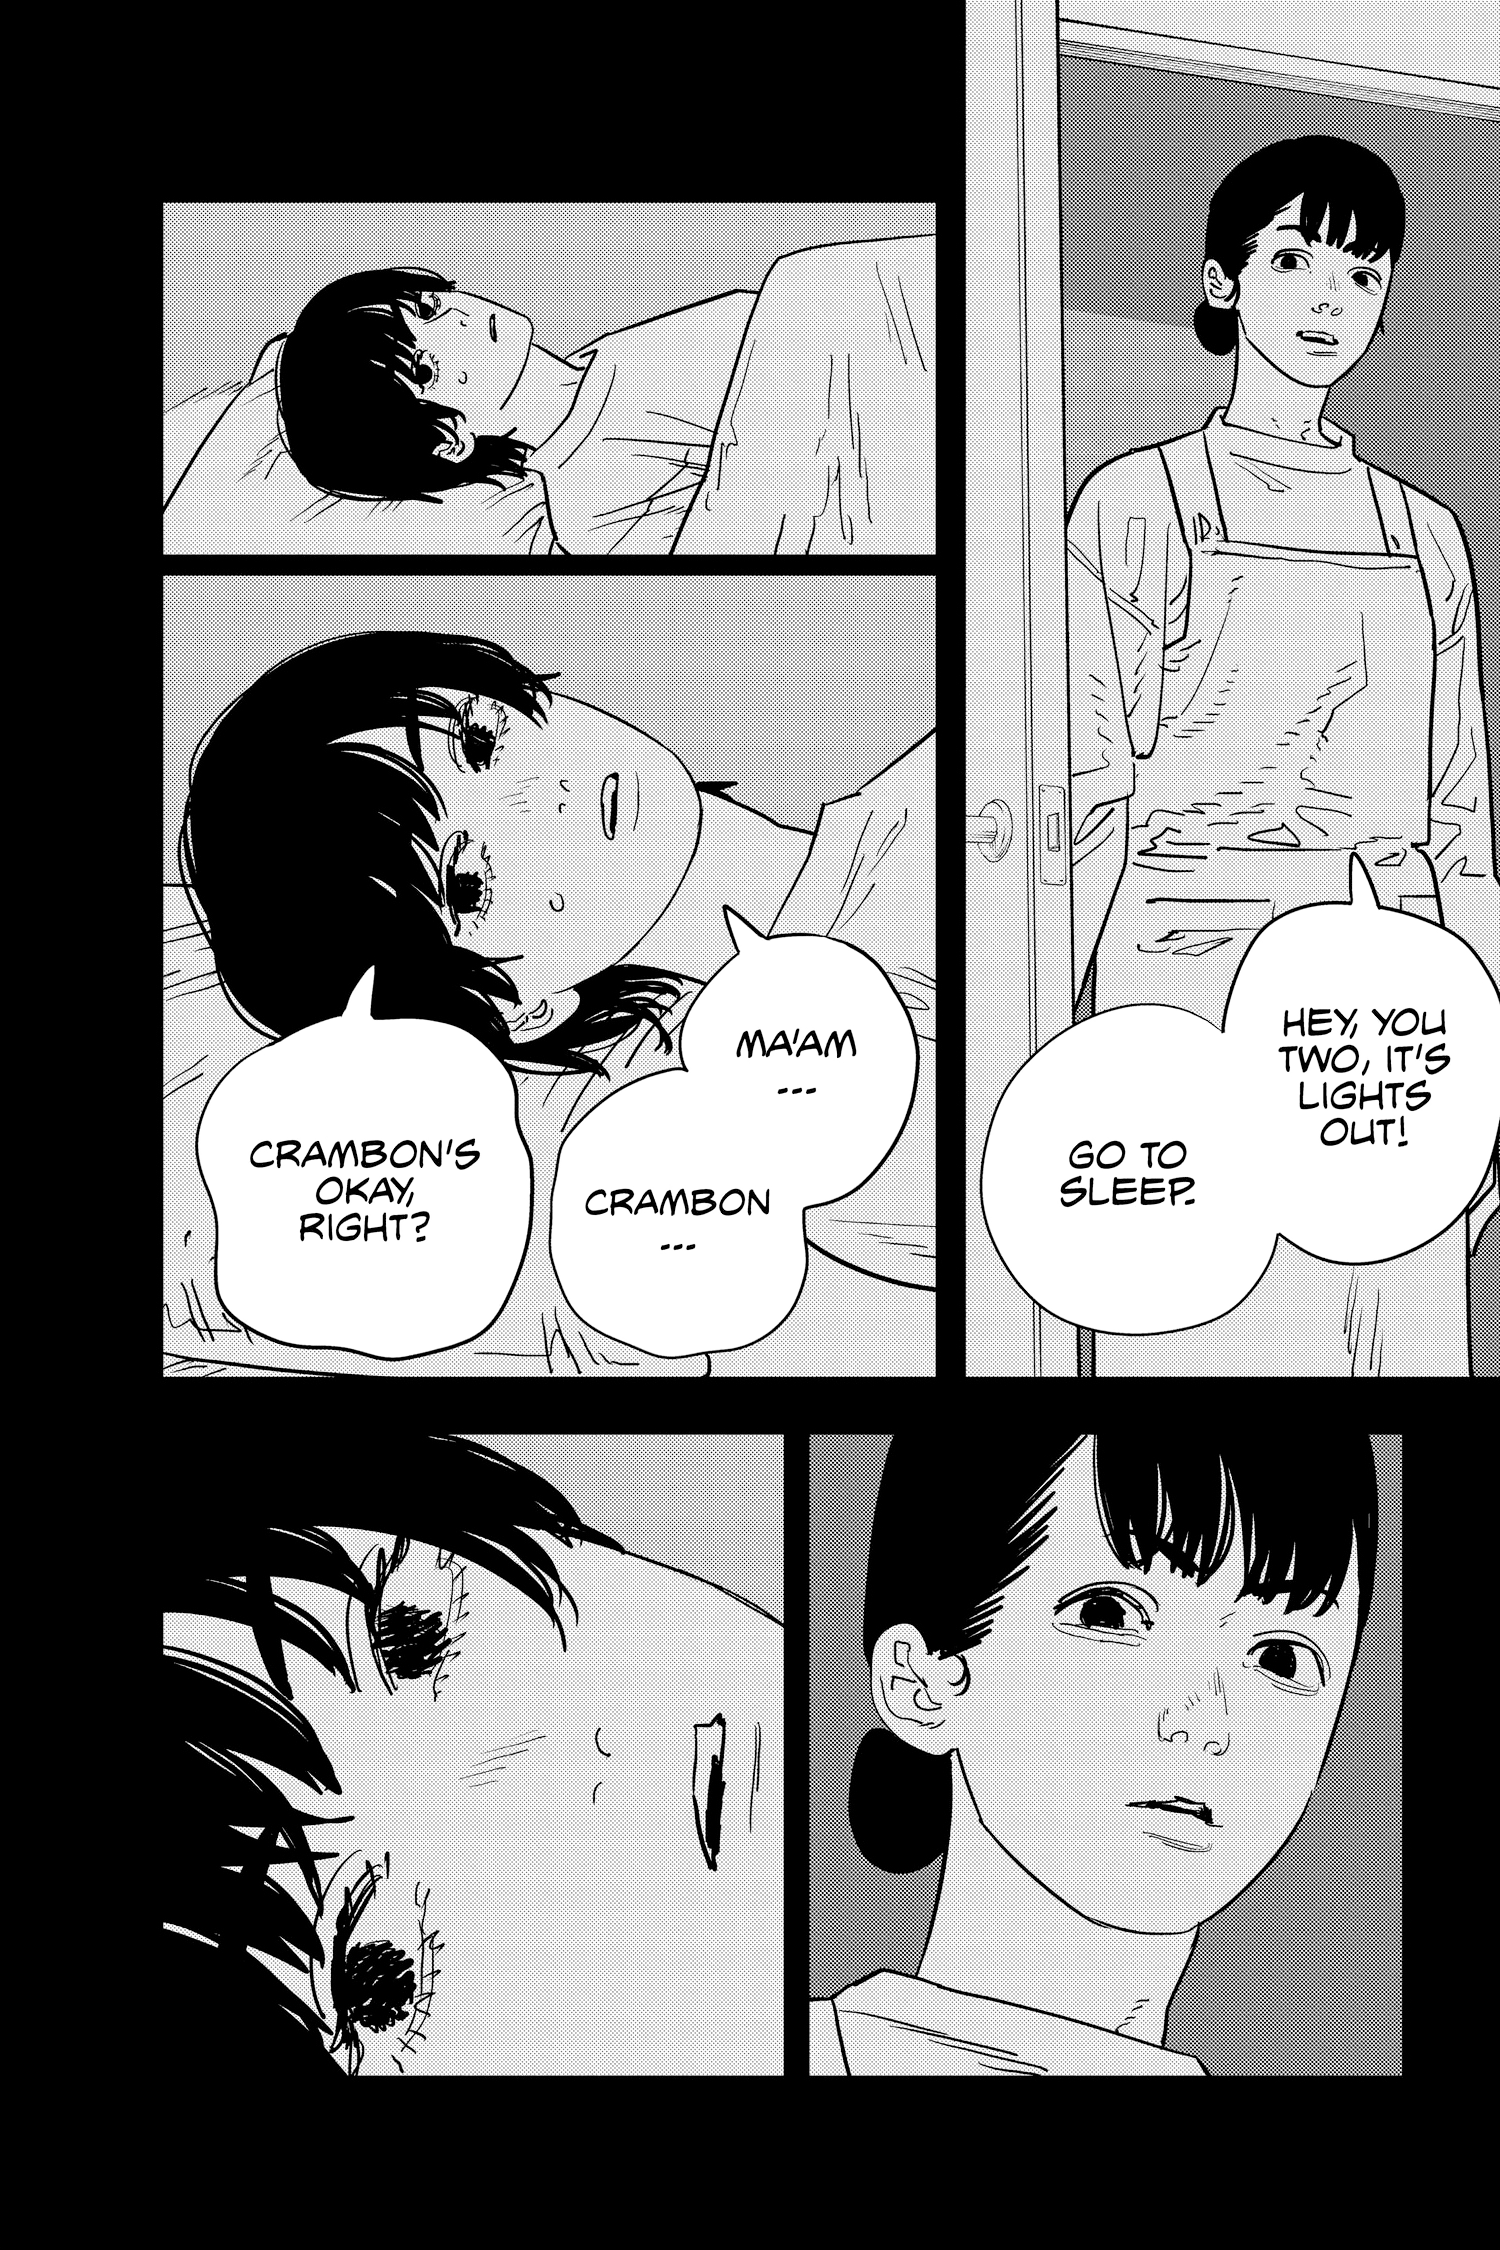 HEY, YOU
TWO, IT'S
LIGHTS
OUT!
GO TO
SLEEP.
MA'AM
---
CRAMBON
---
CRAMBON'S
OKAY,
RIGHT?